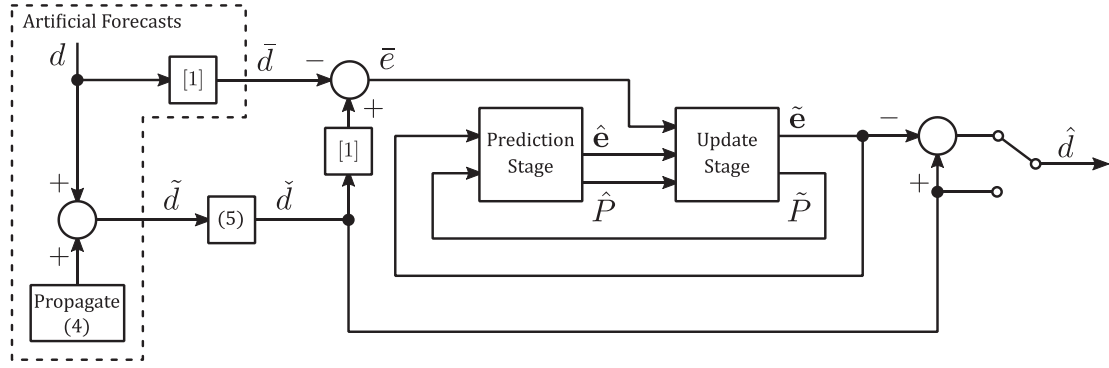 Artificial Forecasts
d
[1]
d̄
−
ē
+
[1]
Prediction
Stage
ê
P̂
Update
Stage
ẽ
P̃
−
+
d̂
+
d̃
(5)
ď
+
Propagate
(4)